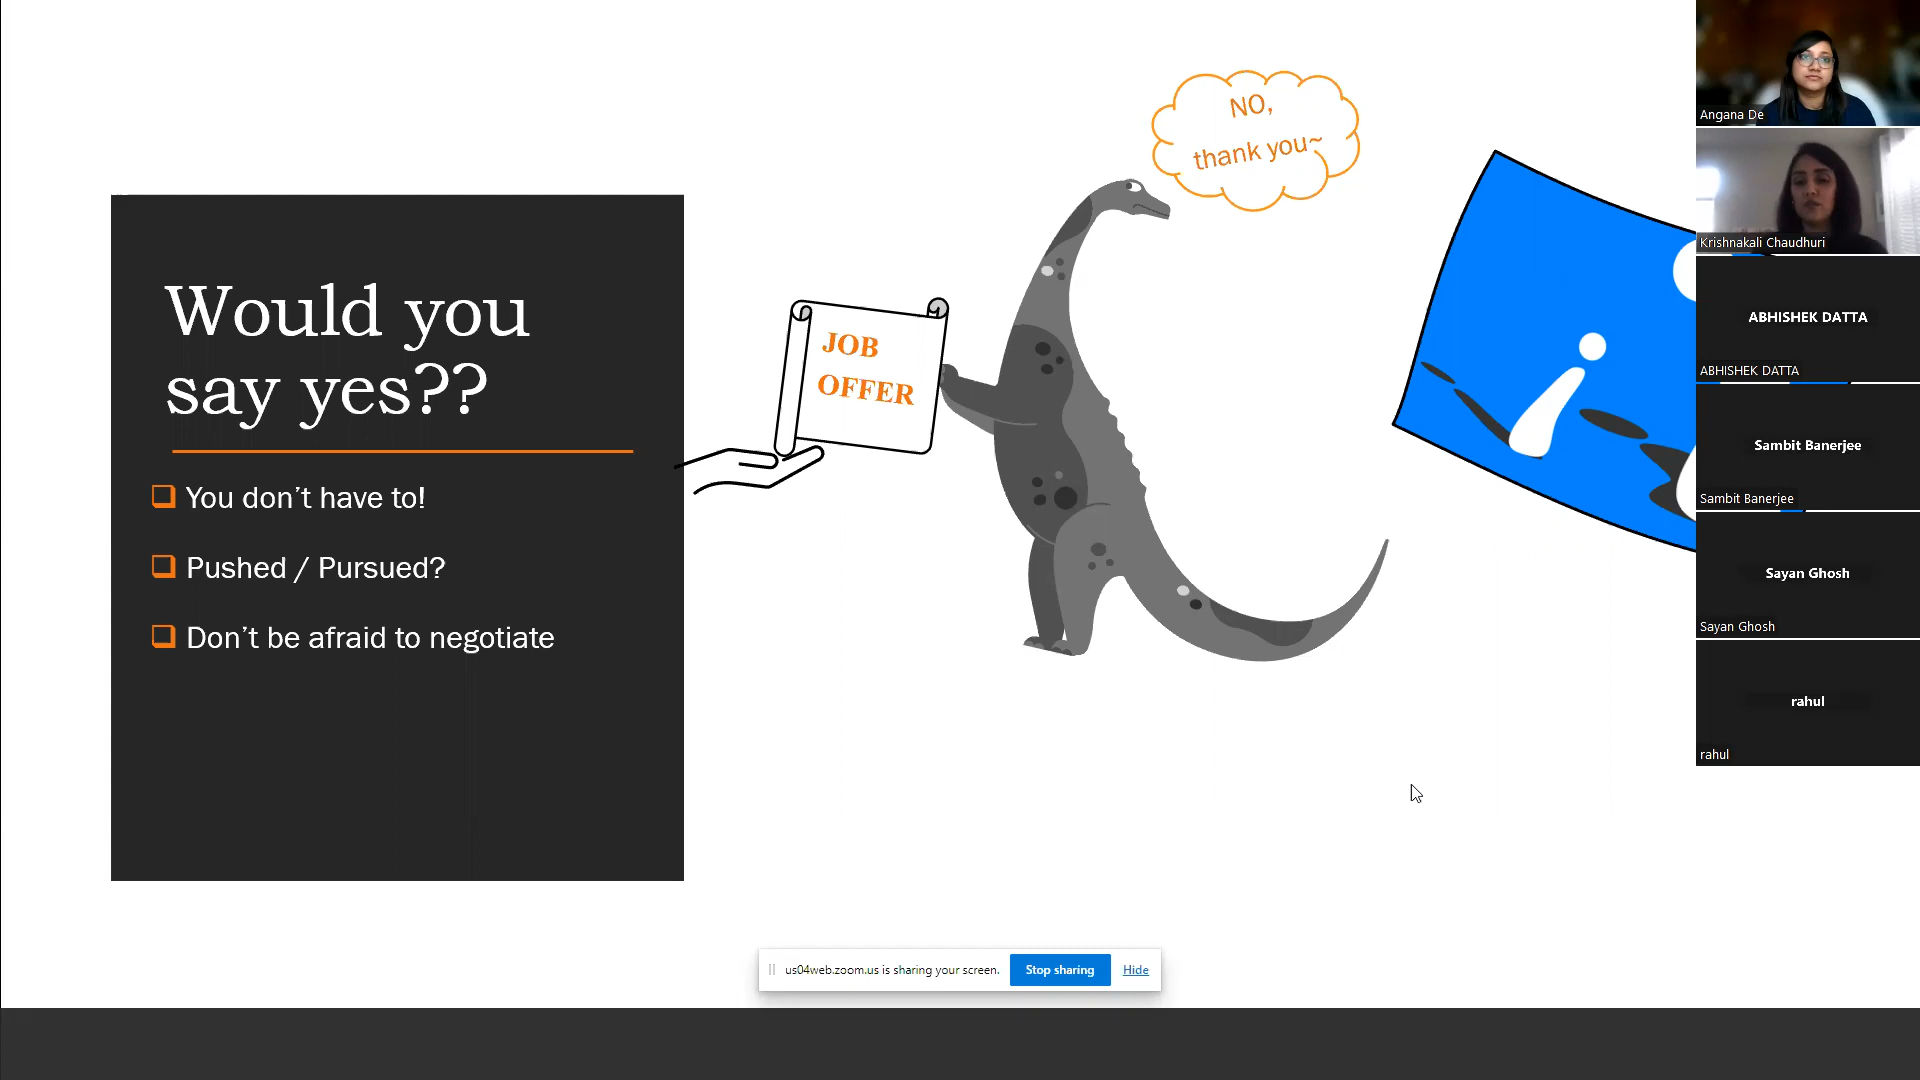 Would you
say yes??
You don’t have to!
Pushed / Pursued?
Don’t be afraid to negotiate
JOB
OFFER
NO,
thank you~
Angana De
Krishnakali Chaudhuri
ABHISHEK DATTA
ABHISHEK DATTA
Sambit Banerjee
Sambit Banerjee
Sayan Ghosh
Sayan Ghosh
rahul
rahul
us04web.zoom.us is sharing your screen.
Stop sharing
Hide